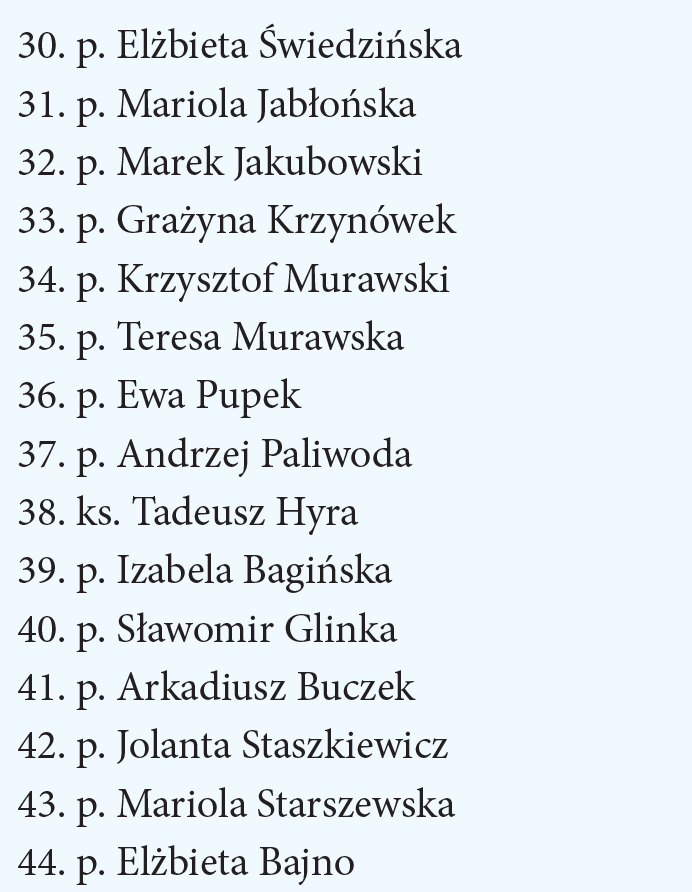 30. p. Elżbieta Świedzińska
31. p. Mariola Jabłońska
32. p. Marek Jakubowski
33. p. Grażyna Krzynówek
34. p. Krzysztof Murawski
35. p. Teresa Murawska
36. p. Ewa Pupek
37. p. Andrzej Paliwoda
38. ks. Tadeusz Hyra
39. p. Izabela Bagińska
40. p. Sławomir Glinka
41. p. Arkadiusz Buczek
42. p. Jolanta Staszkiewicz
43. p. Mariola Starszewska
44. p. Elżbieta Bajno